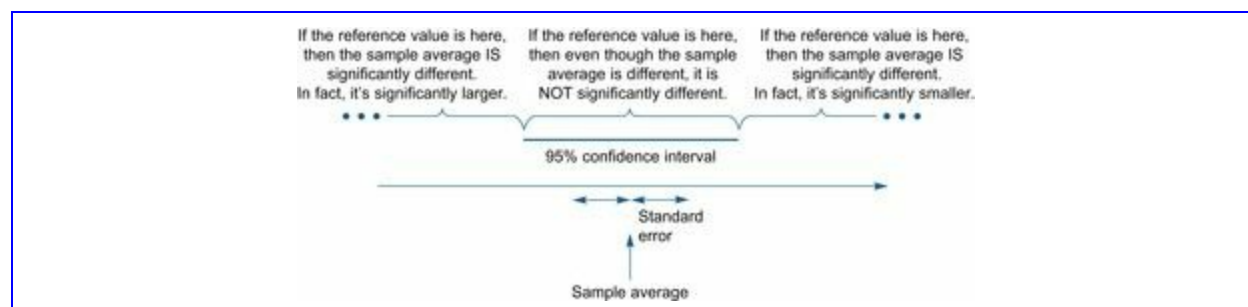 If the reference value is here,
then the sample average IS
significantly different.
In fact, it's significantly larger.
If the reference value is here,
then even though the sample
average is different, it is
NOT significantly different.
If the reference value is here,
then the sample average IS
significantly different.
In fact, it's significantly smaller.
95% confidence interval
Standard
error
Sample average